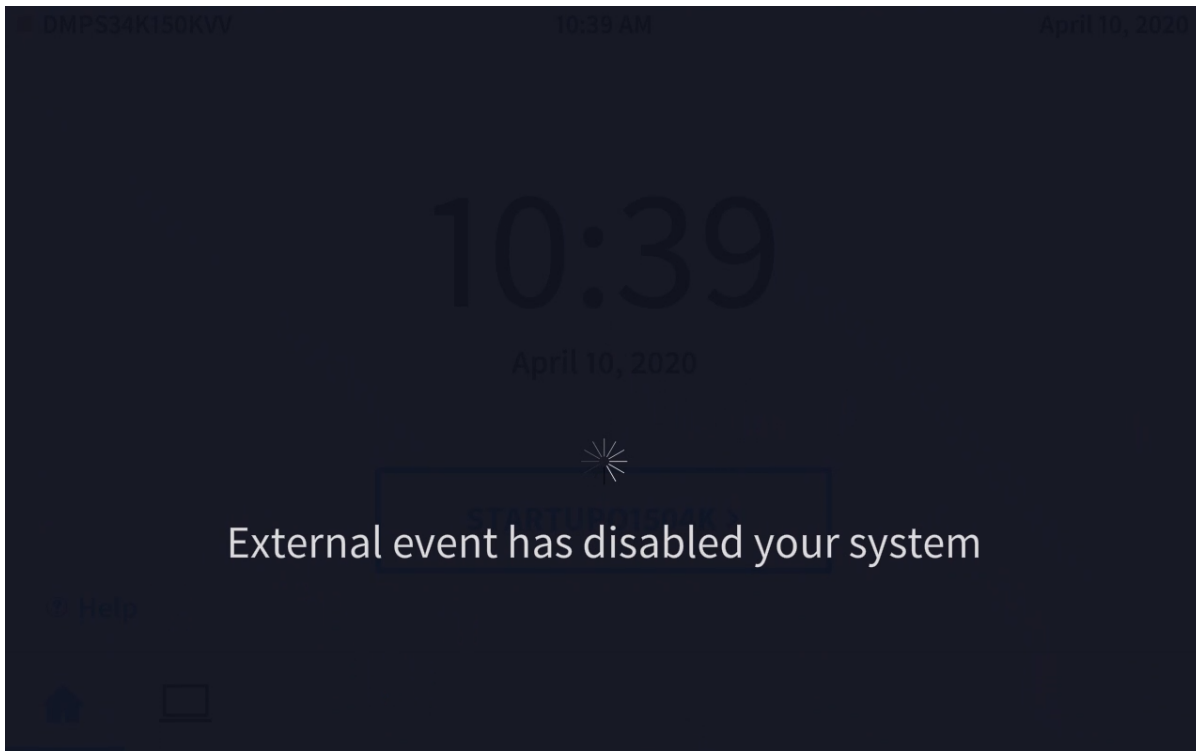 DMPS34K150KVV
10:39 AM
April 10, 2020
10:39
April 10, 2020
External event has disabled your system
Help